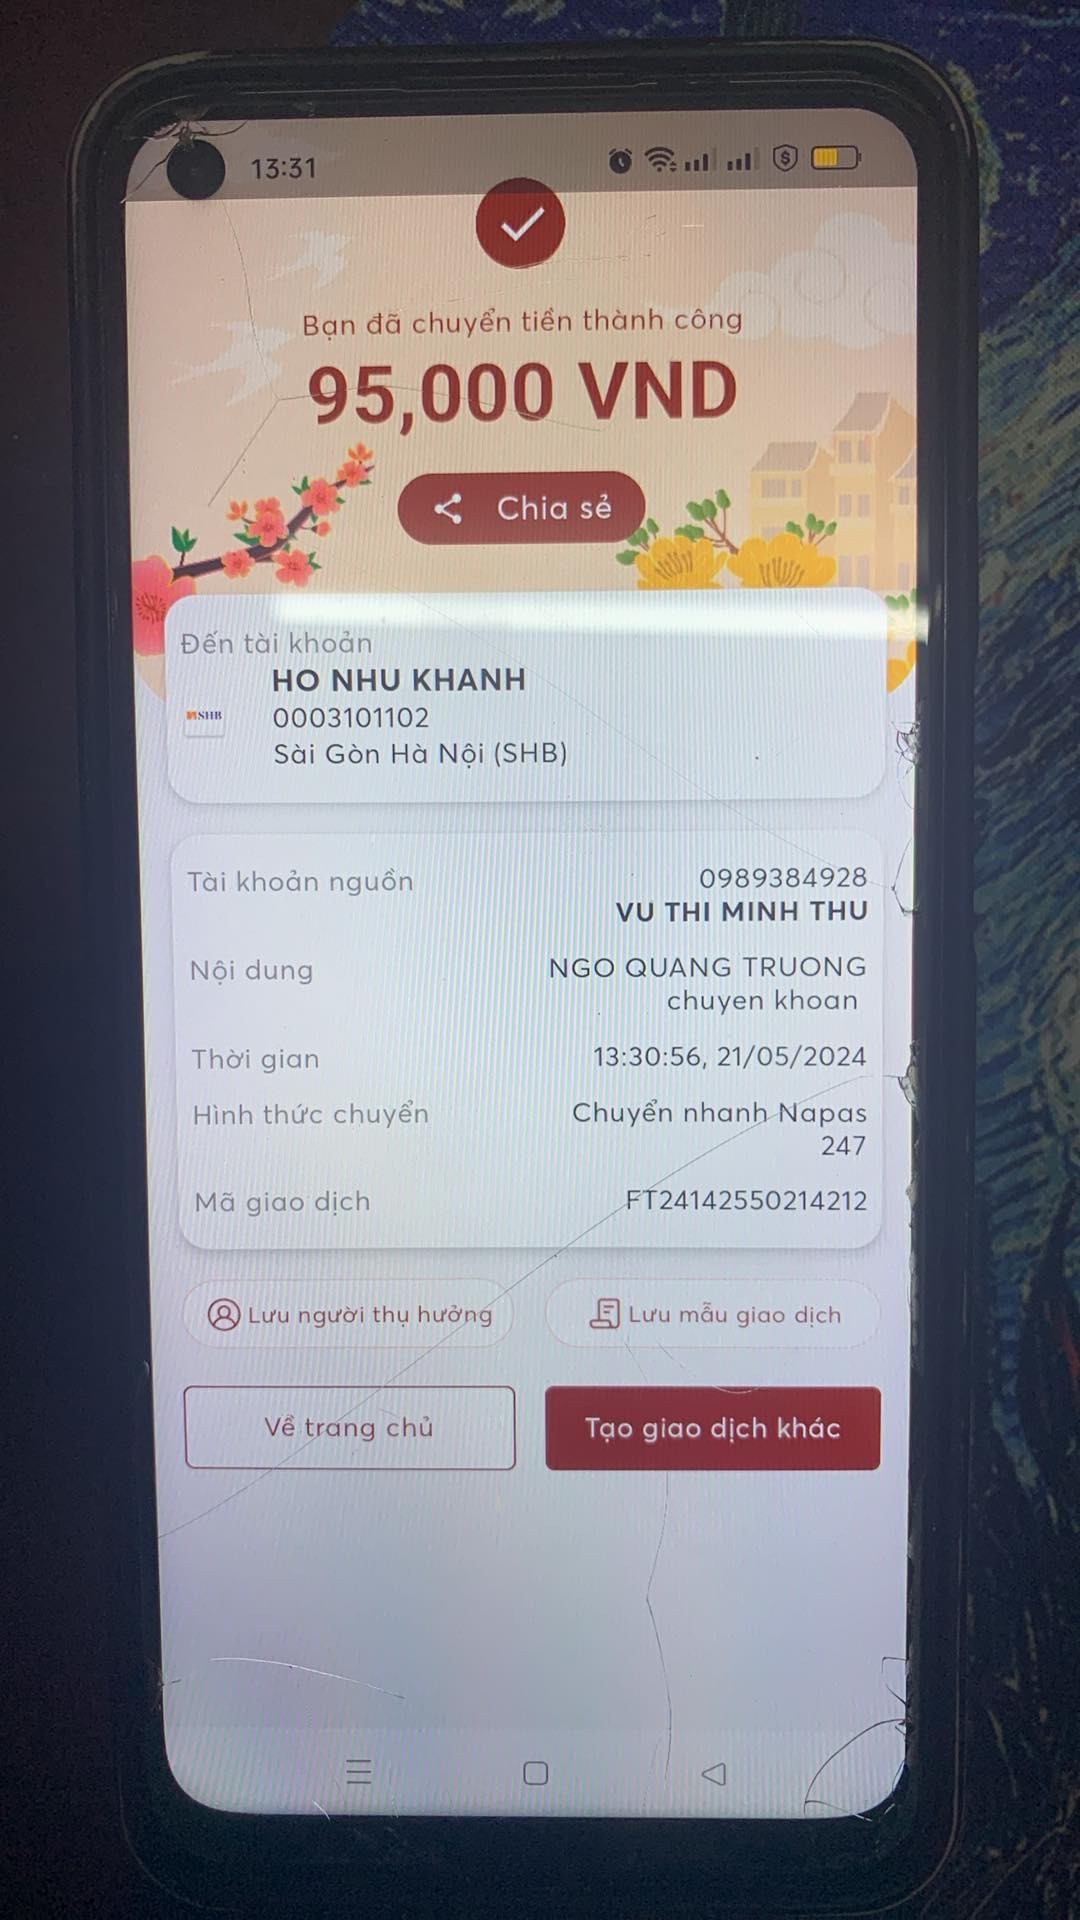 13:31
Bạn đã chuyển tiền thành công
95,000 VND
Chia sẻ
Đến tài khoản
HO NHU KHANH
SHB
0003101102
Sài Gòn Hà Nội (SHB)
Tài khoản nguồn
0989384928
VU THI MINH THU
Nội dung
NGO QUANG TRUONG
chuyen khoan
Thời gian
13:30:56, 21/05/2024
Hình thức chuyển
Chuyển nhanh Napas
247
Mã giao dịch
FT24142550214212
Lưu người thụ hưởng
Lưu mẫu giao dịch
Về trang chủ
Tạo giao dịch khác